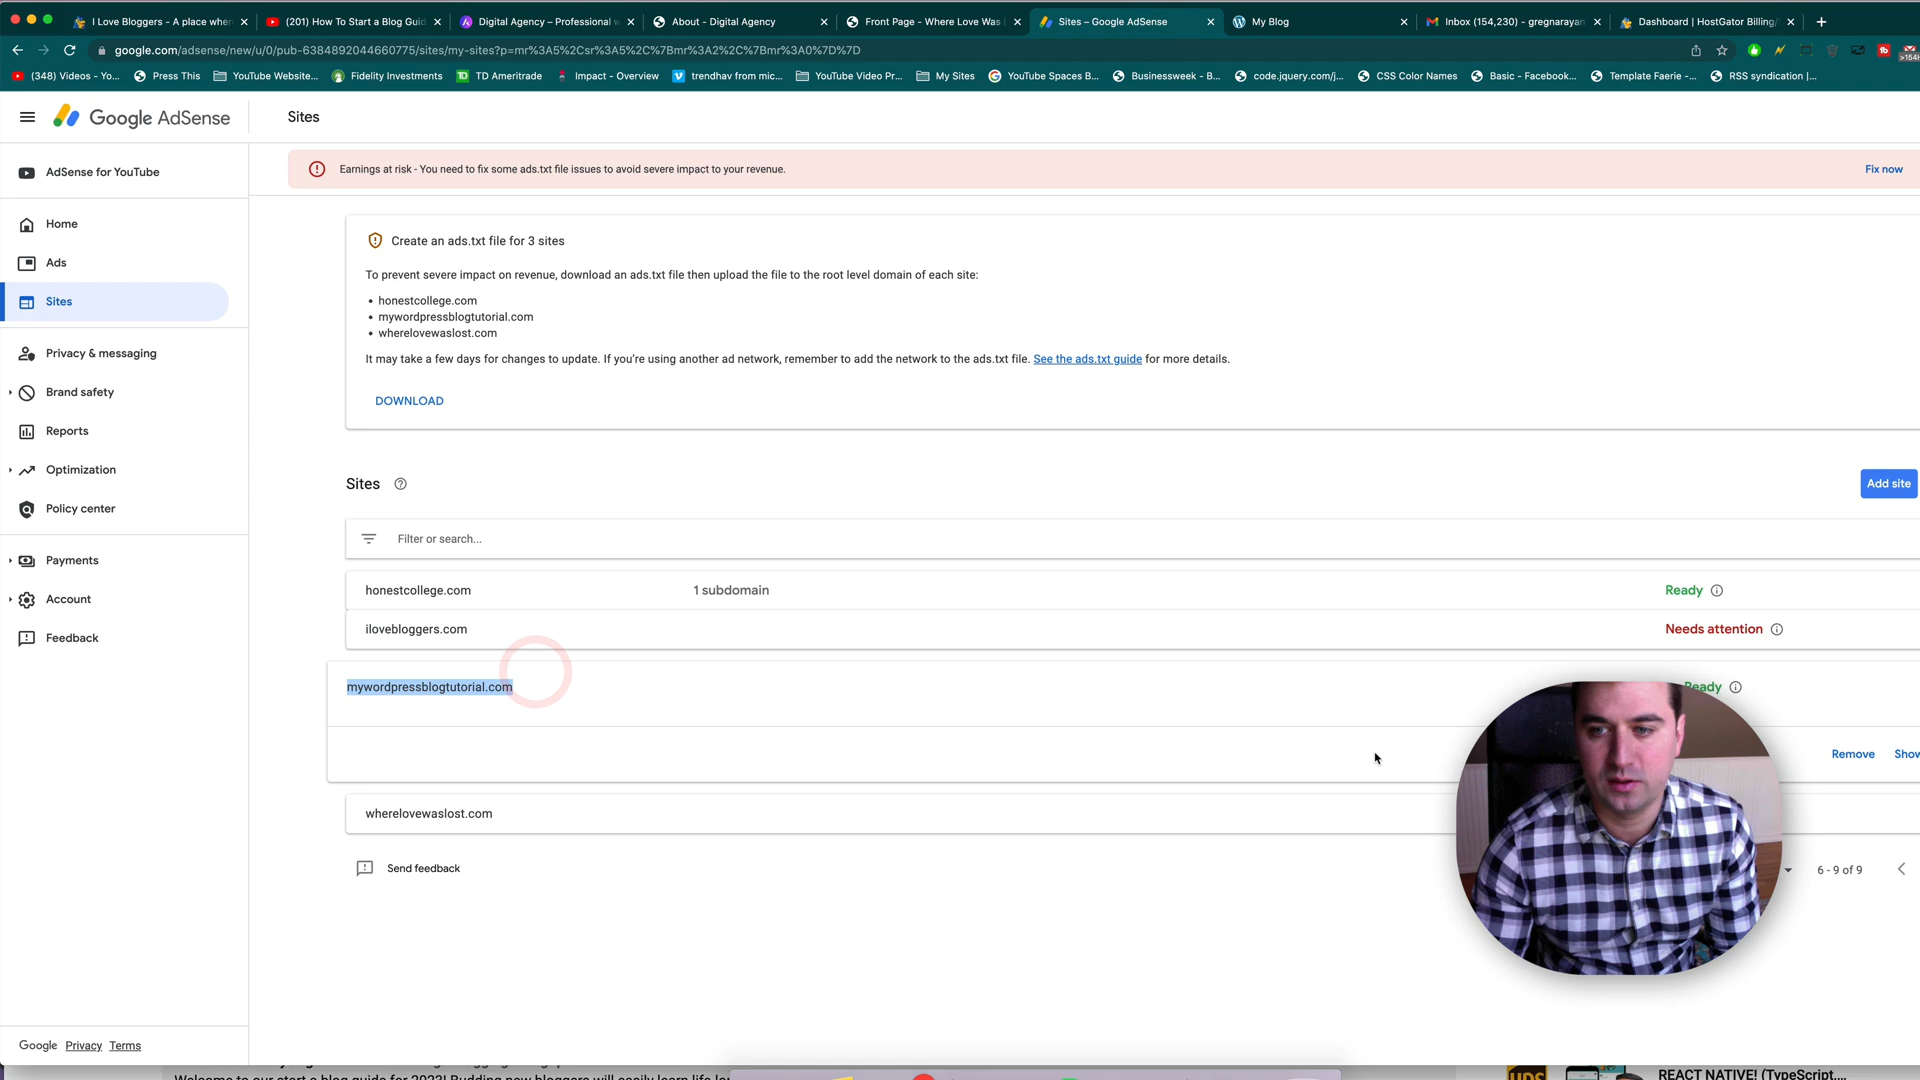 I Love Bloggers - A place wher
(201) How To Start a Blog Guid
Digital Agency – Professional w
About - Digital Agency
Front Page - Where Love Was L
Sites – Google AdSense
My Blog
Inbox (154,230) - gregnarayan
Dashboard | HostGator Billing/
google.com/adsense/new/u/0/pub-6384892044660775/sites/my-sites?p=mr%3A5%2Csr%3A5%2C%7Bmr%3A2%2C%7Bmr%3A0%7D%7D
(348) Videos - Yo...
Press This
YouTube Website...
Fidelity Investments
TD Ameritrade
Impact - Overview
trendhav from mic...
YouTube Video Pr...
My Sites
YouTube Spaces B...
Businessweek - B...
code.jquery.com/j...
CSS Color Names
Basic - Facebook...
Template Faerie -...
RSS syndication |...
Google AdSense
Sites
AdSense for YouTube
Home
Ads
Sites
Privacy & messaging
Brand safety
Reports
Optimization
Policy center
Payments
Account
Feedback
Google Privacy Terms
Earnings at risk - You need to fix some ads.txt file issues to avoid severe impact to your revenue.
Fix now
Create an ads.txt file for 3 sites
To prevent severe impact on revenue, download an ads.txt file then upload the file to the root level domain of each site:
• honestcollege.com
• mywordpressblogtutorial.com
• wherelovewaslost.com
It may take a few days for changes to update. If you're using another ad network, remember to add the network to the ads.txt file. See the ads.txt guide for more details.
DOWNLOAD
Sites
Add site
Filter or search...
honestcollege.com 1 subdomain Ready
ilovebloggers.com Needs attention
mywordpressblogtutorial.com Ready
Remove Show
wherelovewaslost.com
Send feedback
6 - 9 of 9
REACT NATIVE! (TypeScript,...